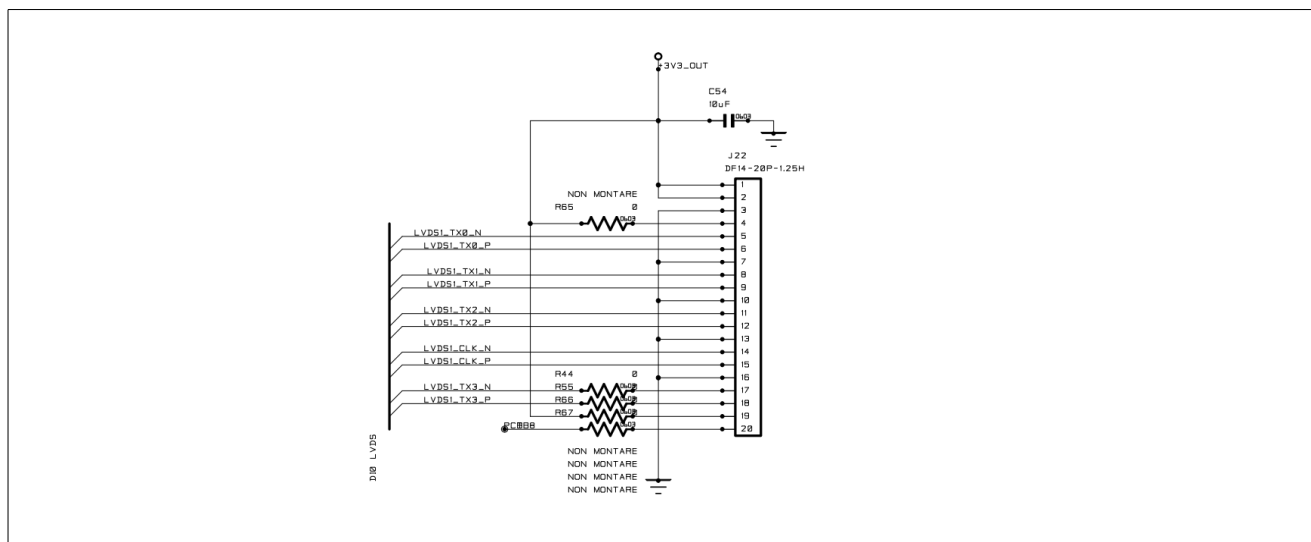 +3V3_OUT
C54
10uF
0603
J22
DF14-20P-1.25H
1
2
3
4
5
6
7
8
9
10
11
12
13
14
15
16
17
18
19
20
NON MONTARE
R65 0
0603
LVDS1_TX0_N
LVDS1_TX0_P
LVDS1_TX1_N
LVDS1_TX1_P
LVDS1_TX2_N
LVDS1_TX2_P
LVDS1_CLK_N
LVDS1_CLK_P
R44 0
LVDS1_TX3_N
R55
LVDS1_TX3_P
R66
R67
0603
NON MONTARE
NON MONTARE
NON MONTARE
NON MONTARE
D10 LVDS